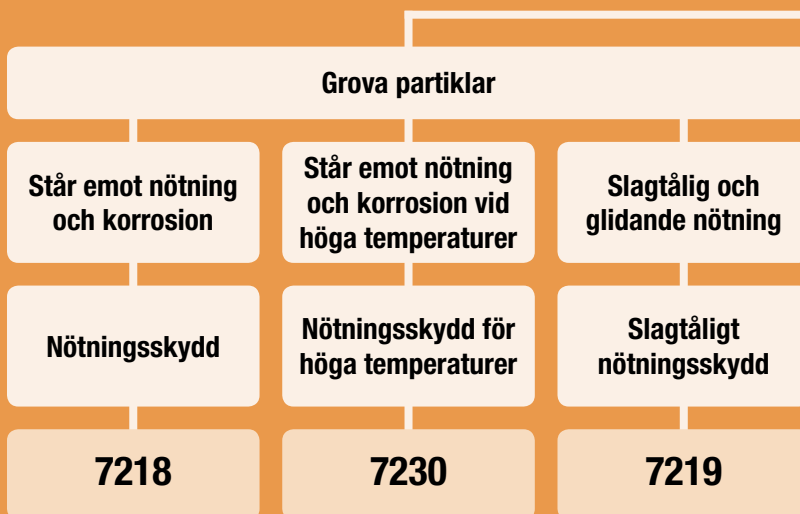 Grova partiklar
Står emot nötning
och korrosion
Står emot nötning
och korrosion vid
höga temperaturer
Slagtålig och
glidande nötning
Nötningsskydd
Nötningsskydd för
höga temperaturer
Slagtåligt
nötningsskydd
7218
7230
7219